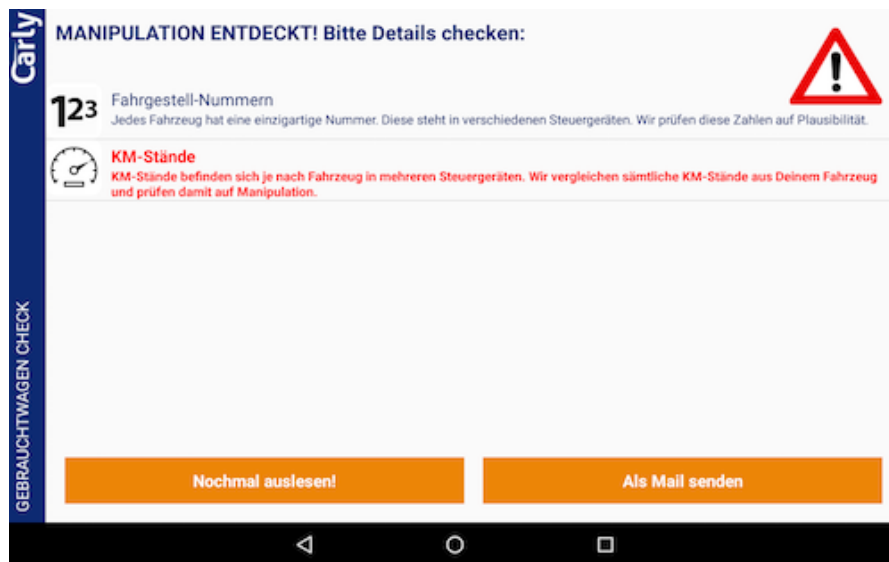 Carly
GEBRAUCHTWAGEN CHECK
MANIPULATION ENTDECKT! Bitte Details checken:
123
Fahrgestell-Nummern
Jedes Fahrzeug hat eine einzigartige Nummer. Diese steht in verschiedenen Steuergeräten. Wir prüfen diese Zahlen auf Plausibilität.
KM-Stände
KM-Stände befinden sich je nach Fahrzeug in mehreren Steuergeräten. Wir vergleichen sämtliche KM-Stände aus Deinem Fahrzeug
und prüfen damit auf Manipulation.
Nochmal auslesen!
Als Mail senden